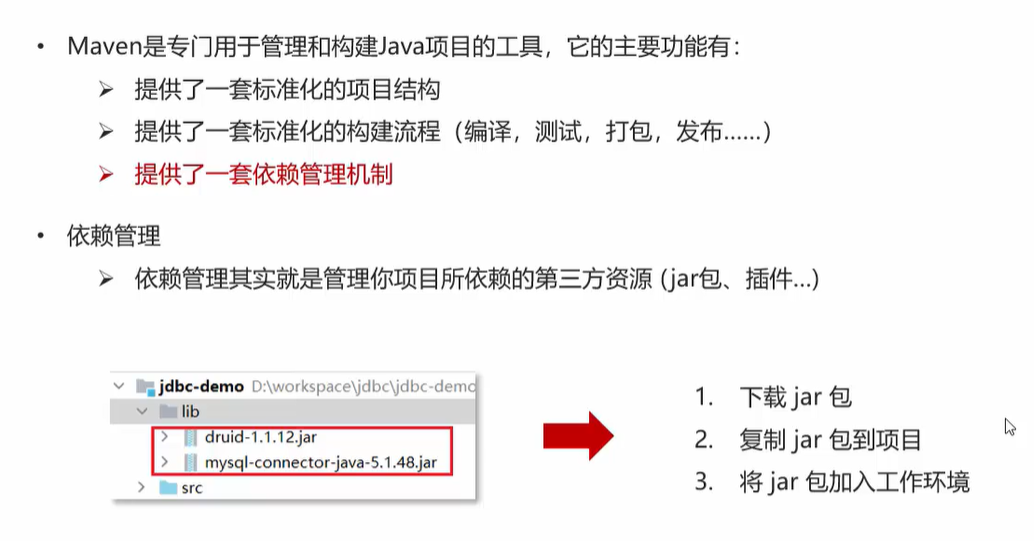 • Maven是专门用于管理和构建Java项目的工具，它的主要功能有：
➢ 提供了一套标准化的项目结构
➢ 提供了一套标准化的构建流程（编译，测试，打包，发布……）
➢ 提供了一套依赖管理机制
• 依赖管理
➢ 依赖管理其实就是管理你项目所依赖的第三方资源 (jar包、插件...)
jdbc-demo D:\workspace\jdbc\jdbc-demo
lib
druid-1.1.12.jar
mysql-connector-java-5.1.48.jar
src
1. 下载 jar 包
2. 复制 jar 包到项目
3. 将 jar 包加入工作环境